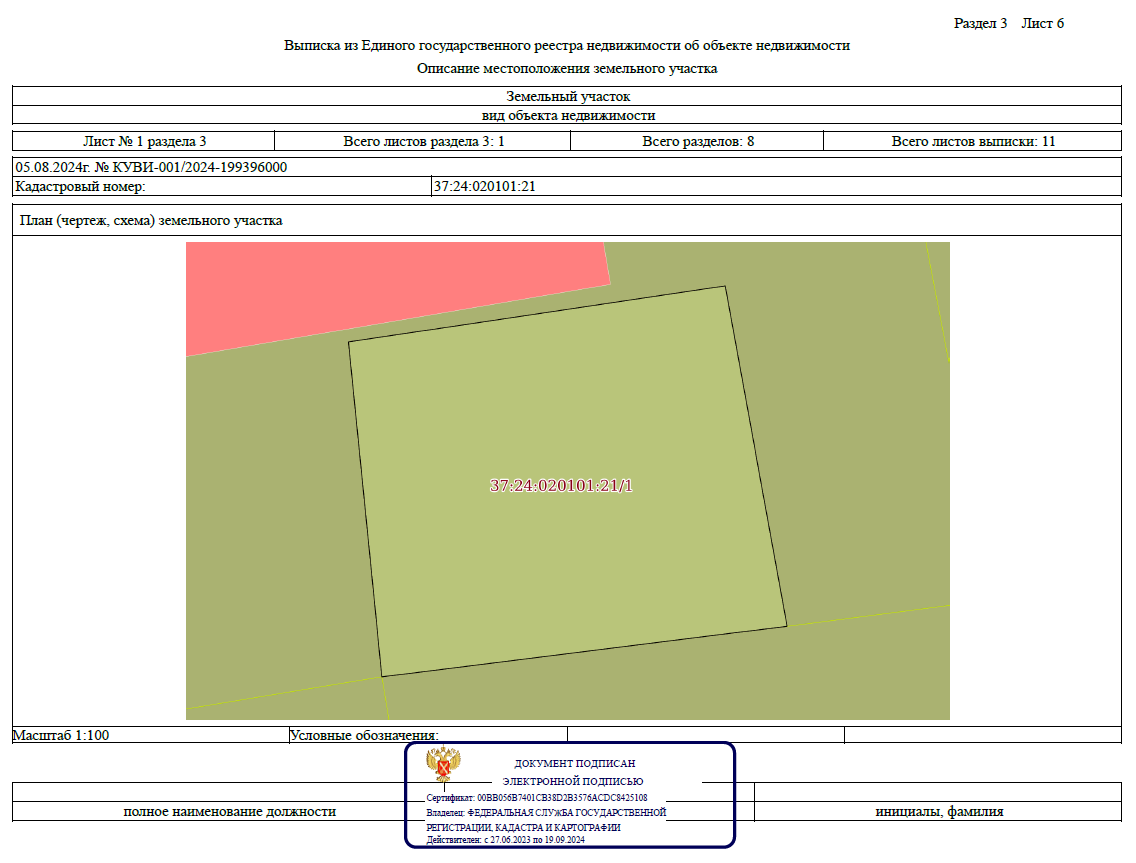 Раздел 3 Лист 6
Выписка из Единого государственного реестра недвижимости об объекте недвижимости
Описание местоположения земельного участка
Земельный участок
вид объекта недвижимости
Лист № 1 раздела 3 Всего листов раздела 3: 1 Всего разделов: 8 Всего листов выписки: 11
05.08.2024г. № КУВИ-001/2024-199396000
Кадастровый номер: 37:24:020101:21
План (чертеж, схема) земельного участка
37:24:020101:21/1
Масштаб 1:100 Условные обозначения:
ДОКУМЕНТ ПОДПИСАН
ЭЛЕКТРОННОЙ ПОДПИСЬЮ
Сертификат: 00BB056B7401CB38D2B3576ACDC8425108
Владелец: ФЕДЕРАЛЬНАЯ СЛУЖБА ГОСУДАРСТВЕННОЙ
РЕГИСТРАЦИИ, КАДАСТРА И КАРТОГРАФИИ
Действителен: с 27.06.2023 по 19.09.2024
полное наименование должности инициалы, фамилия